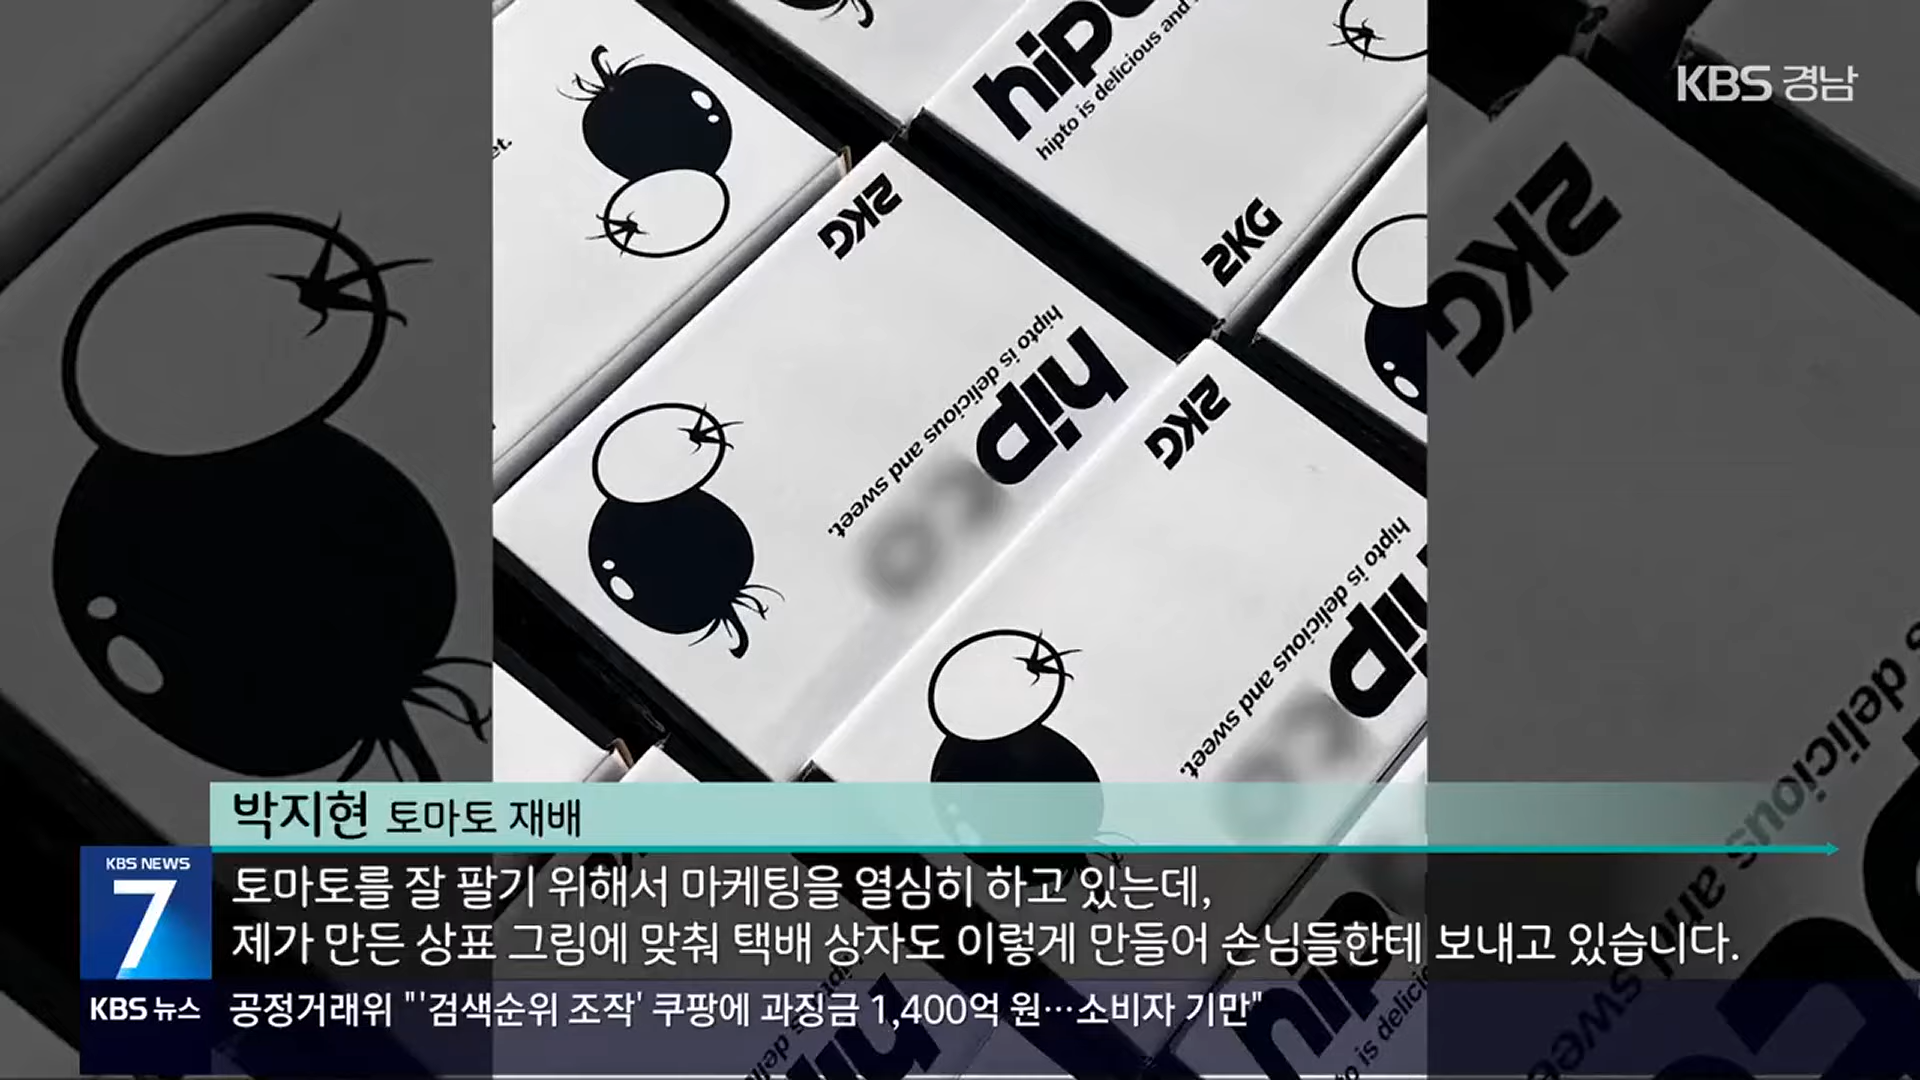 KBS 경남
et.
hip
hipto is delicious and
2KG
2KG
hipto is delicious and sweet.
hip
2KG
2KG
hipto is delicious and sweet.
hip
s delicious and sweet
박지현 토마토 재배
KBS NEWS
7
토마토를 잘 팔기 위해서 마케팅을 열심히 하고 있는데,
제가 만든 상표 그림에 맞춰 택배 상자도 이렇게 만들어 손님들한테 보내고 있습니다.
KBS 뉴스
공정거래위 "'검색순위 조작' 쿠팡에 과징금 1,400억 원…소비자 기만"